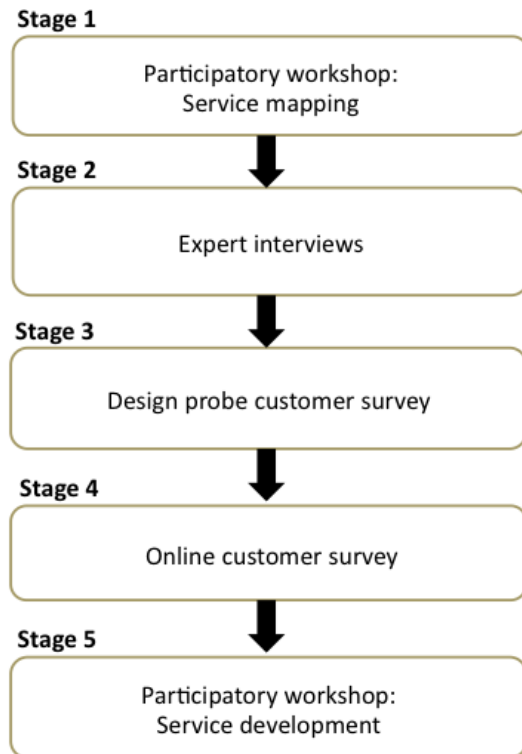 Stage 1
Participatory workshop:
Service mapping
Stage 2
Expert interviews
Stage 3
Design probe customer survey
Stage 4
Online customer survey
Stage 5
Participatory workshop:
Service development